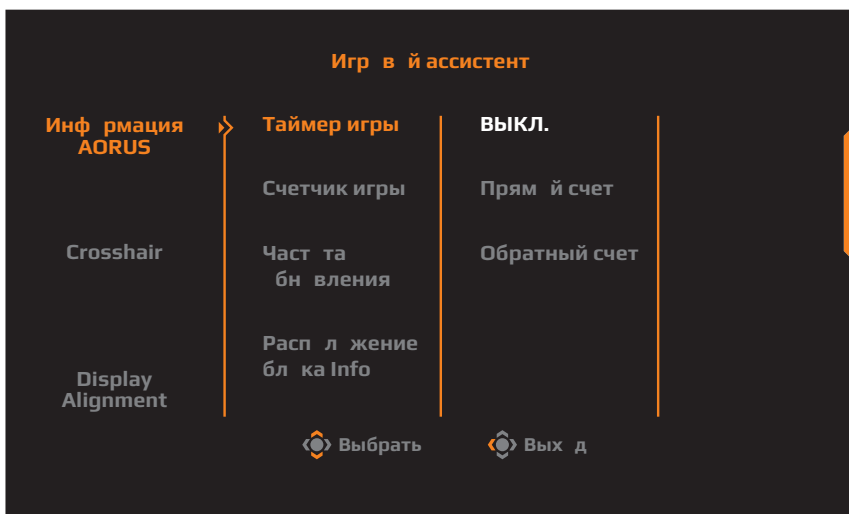 Игр в й ассистент
Инф рмация
AORUS
Crosshair
Display
Alignment
Таймер игры
Счетчик игры
Част та
бн вления
Расп л жение
бл ка Info
ВЫКЛ.
Прям й счет
Обратный счет
Выбрать
Вых д